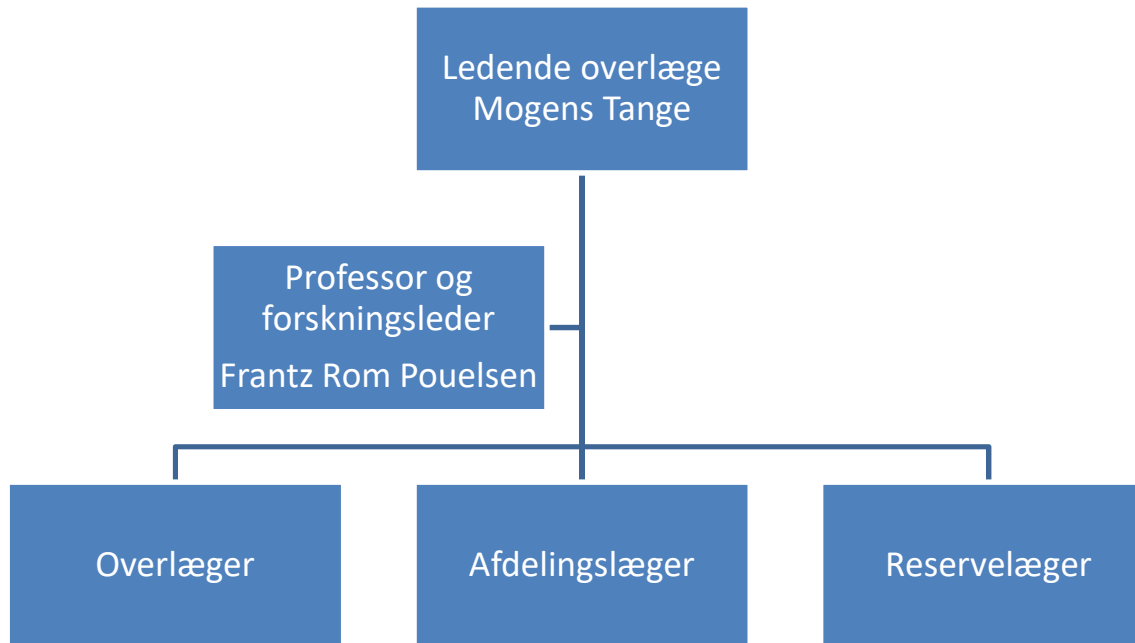 Ledende overlæge
Mogens Tange
Professor og
forskningsleder
Frantz Rom Pouelsen
Overlæger
Afdelingslæger
Reservelæger